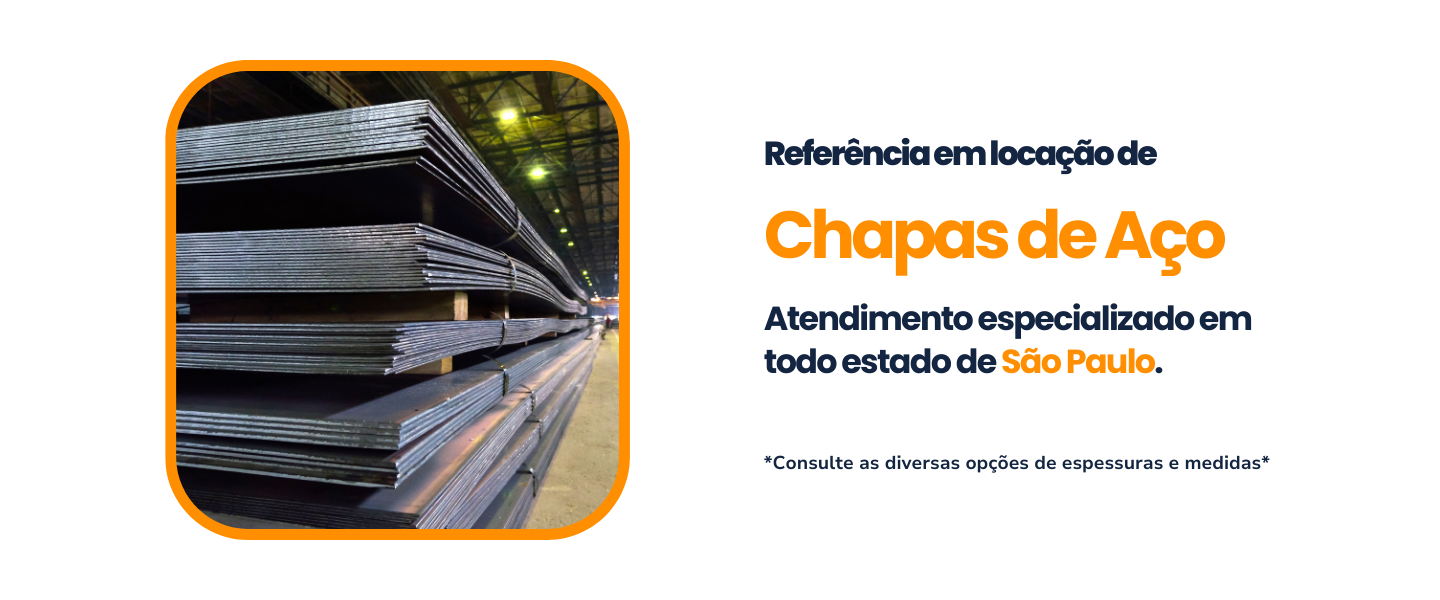 Referência em locação de
Chapas de Aço
Atendimento especializado em
todo estado de São Paulo.
*Consulte as diversas opções de espessuras e medidas*